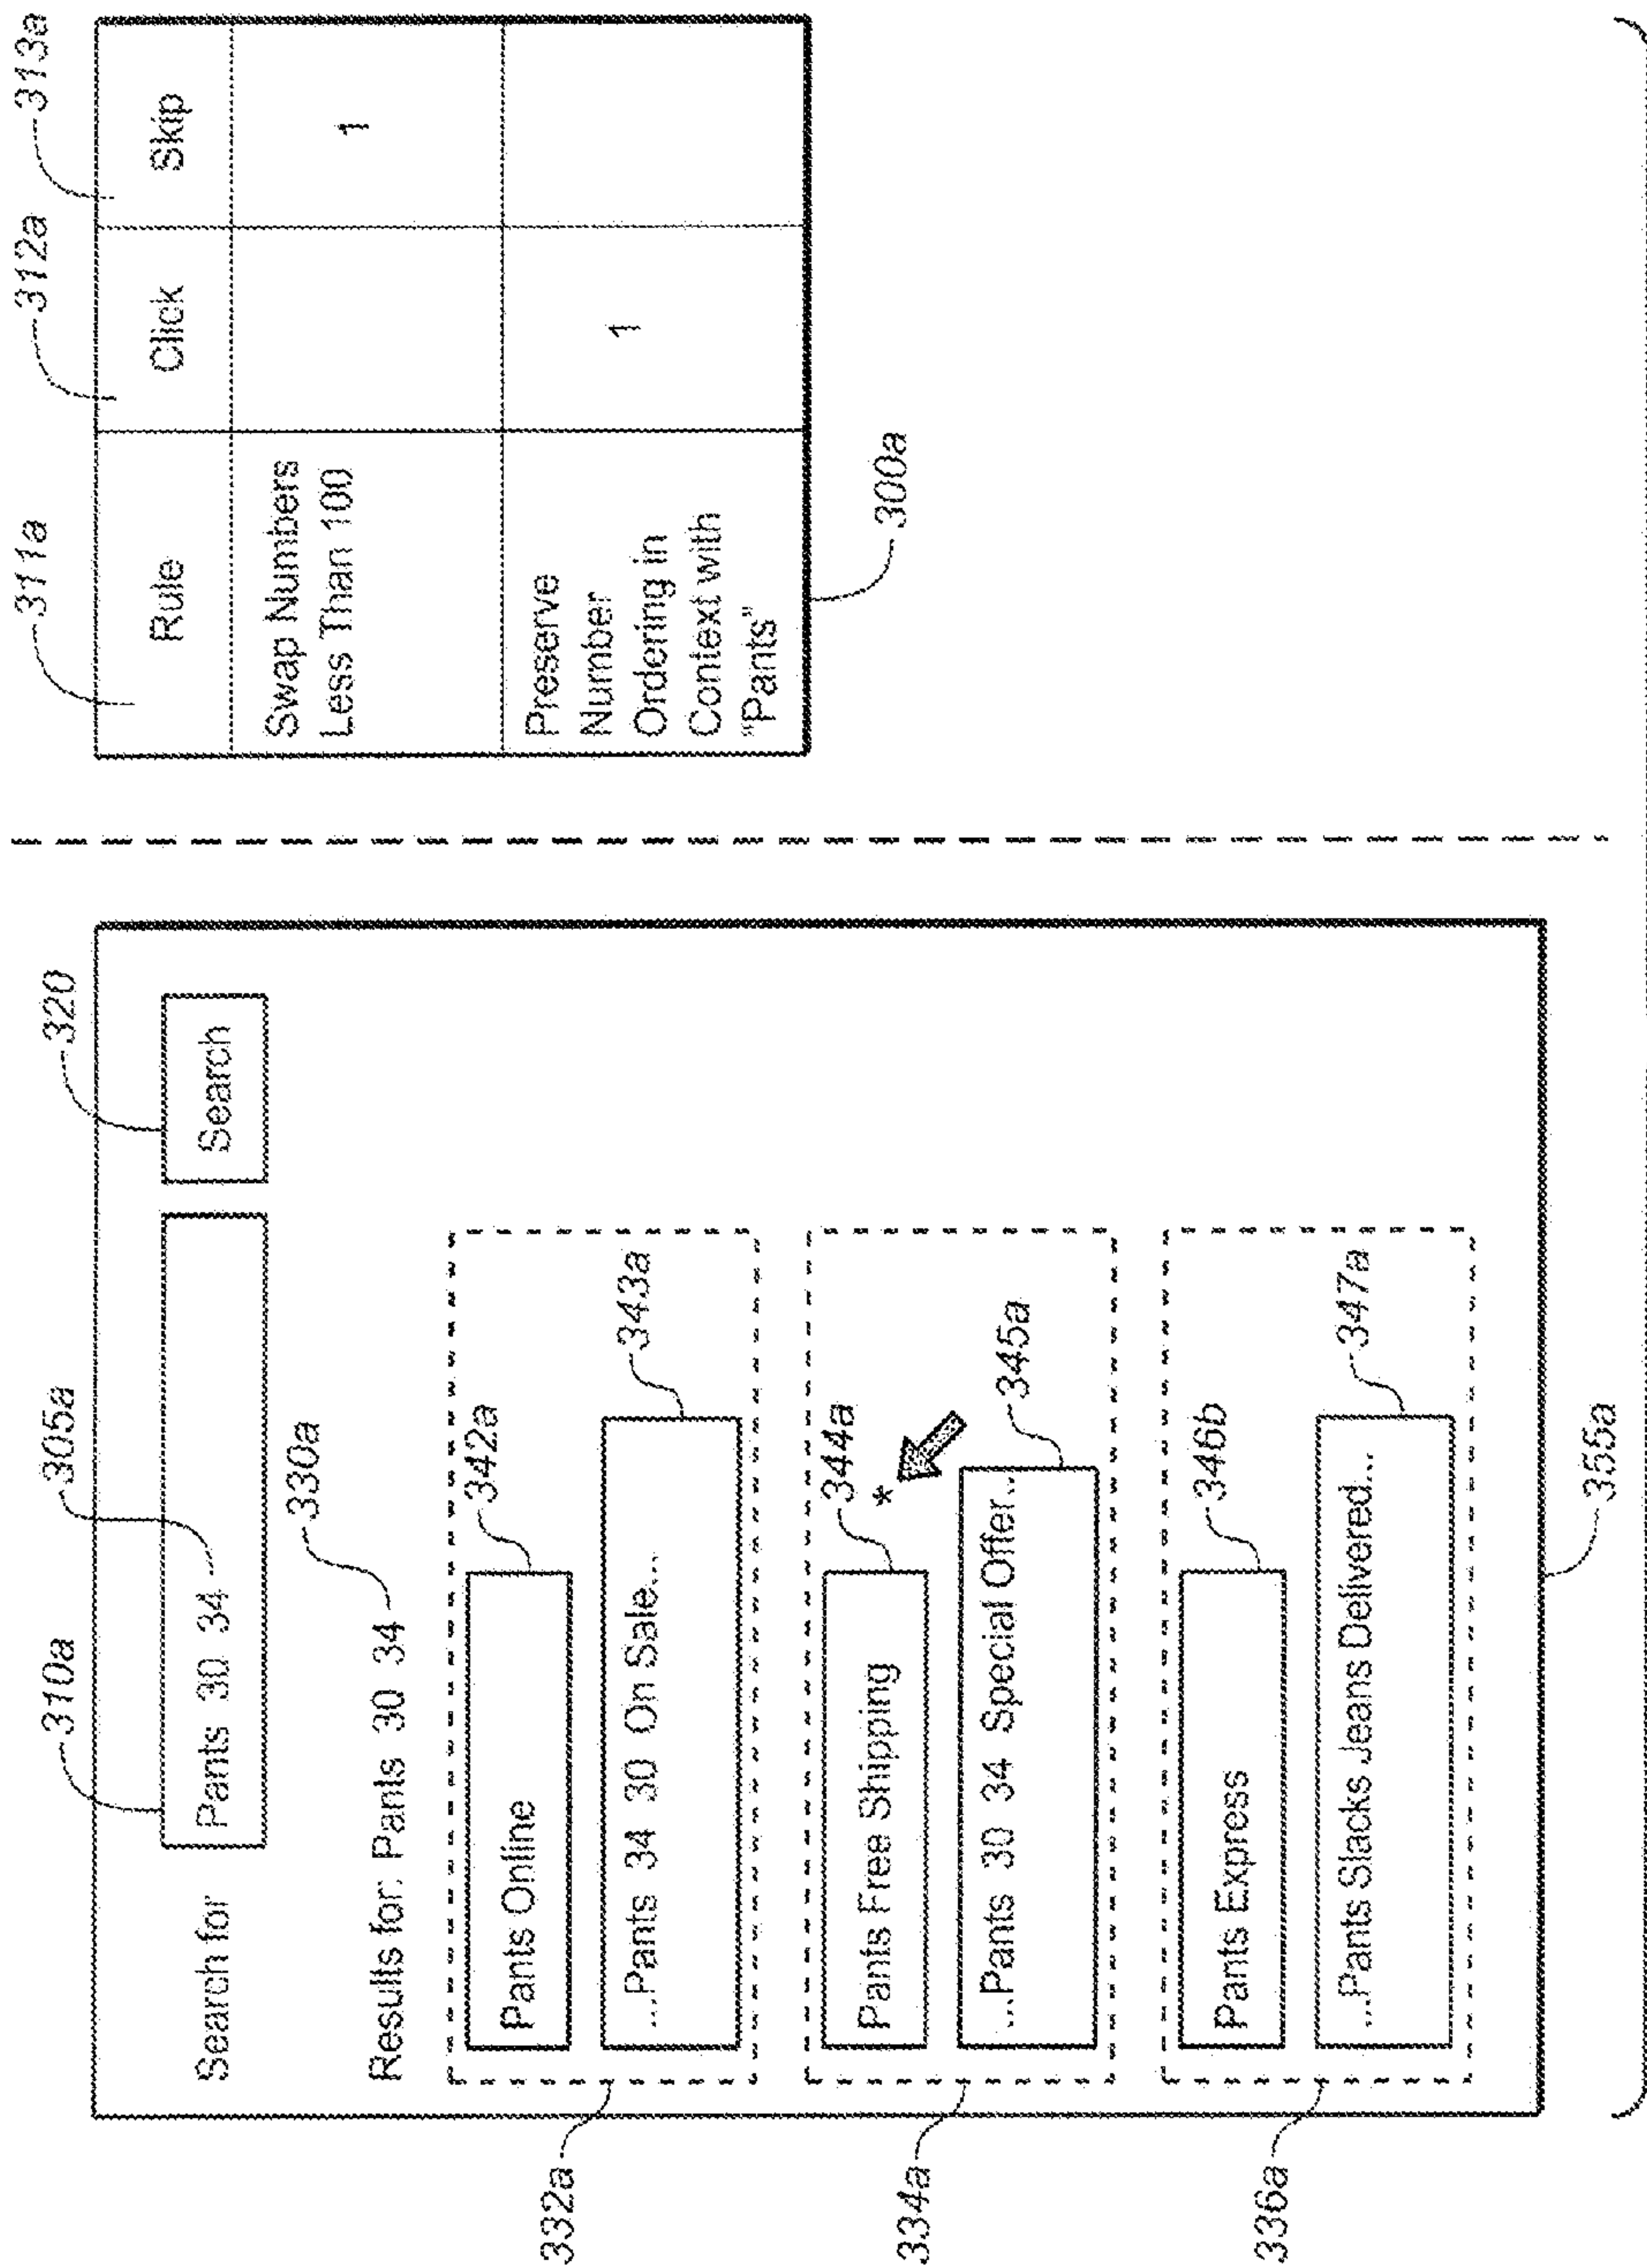 310a
305a
320
Search for
Pants 30 34
Search
Results for: Pants 30 34
330a
342a
Pants Online
343a
...Pants 34 30 On Sale...
332a
344a
Pants Free Shipping
*
345a
...Pants 30 34 Special Offer...
334a
346b
Pants Express
347a
...Pants Slacks Jeans Delivered...
336a
355a
311a
312a
313a
Rule
Click
Skip
Swap Numbers
Less Than 100
1
Preserve
Number
Ordering in
Context with
"Pants"
1
300a